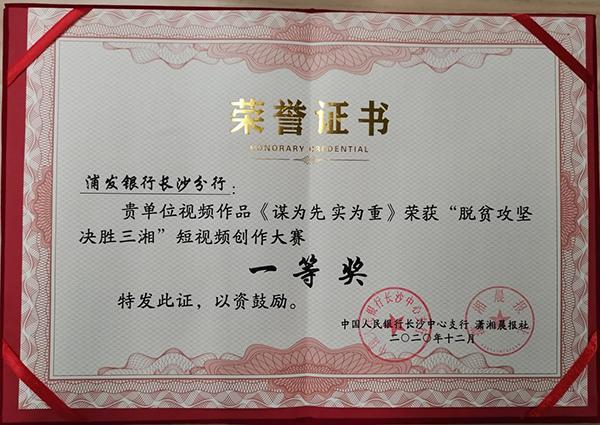 荣誉证书
HONORARY CREDENTIAL
浦发银行长沙分行：
贵单位视频作品《谋为先 实为重》荣获“脱贫攻坚
决胜三湘”短视频创作大赛
一等奖
特发此证，以资鼓励。
中国人民银行长沙中心支行 潇湘晨报社
二〇二〇年十二月